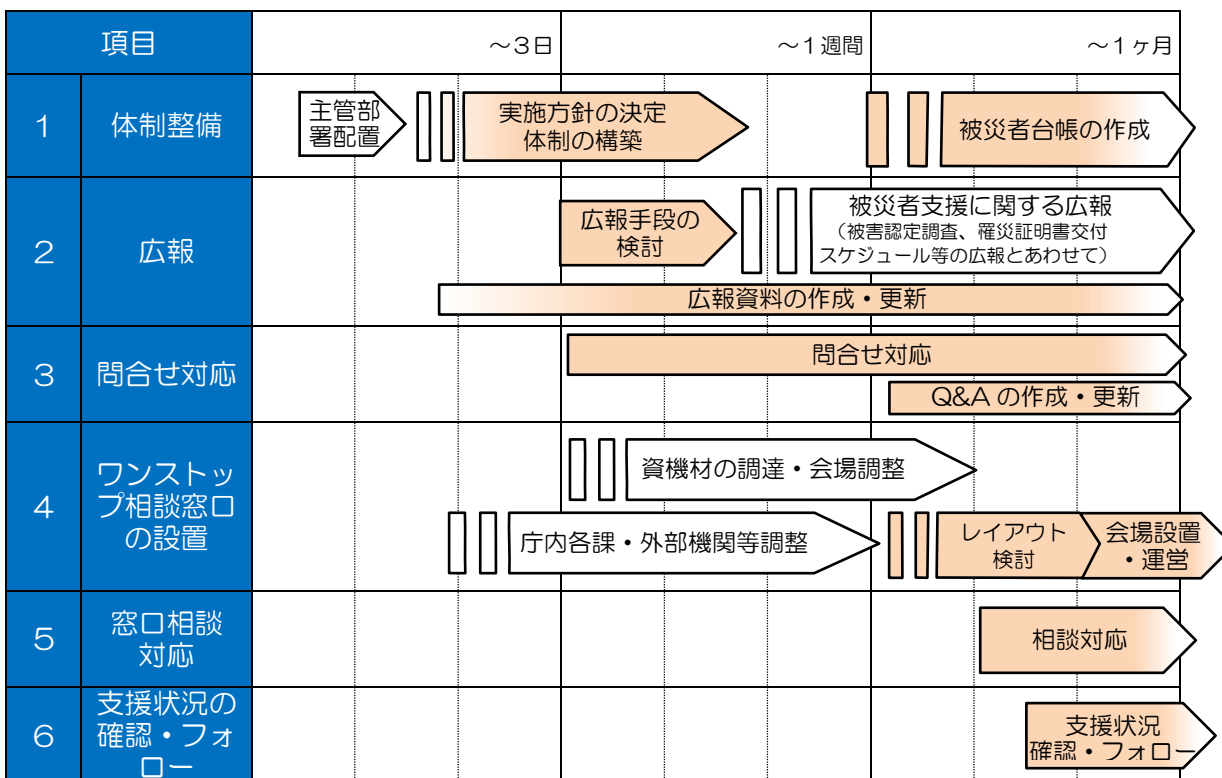 項目
～3日
～1週間
～1ヶ月
1
体制整備
主管部
署配置
実施方針の決定
体制の構築
被災者台帳の作成
2
広報
広報手段の
検討
被災者支援に関する広報
（被害認定調査、罹災証明書交付
スケジュール等の広報とあわせて）
広報資料の作成・更新
3
問合せ対応
問合せ対応
Q&Aの作成・更新
4
ワンストッ
プ相談窓口
の設置
資機材の調達・会場調整
庁内各課・外部機関等調整
レイアウト
検討
会場設置
・運営
5
窓口相談
対応
相談対応
6
支援状況の
確認・フォ
ロー
支援状況
確認・フォロー